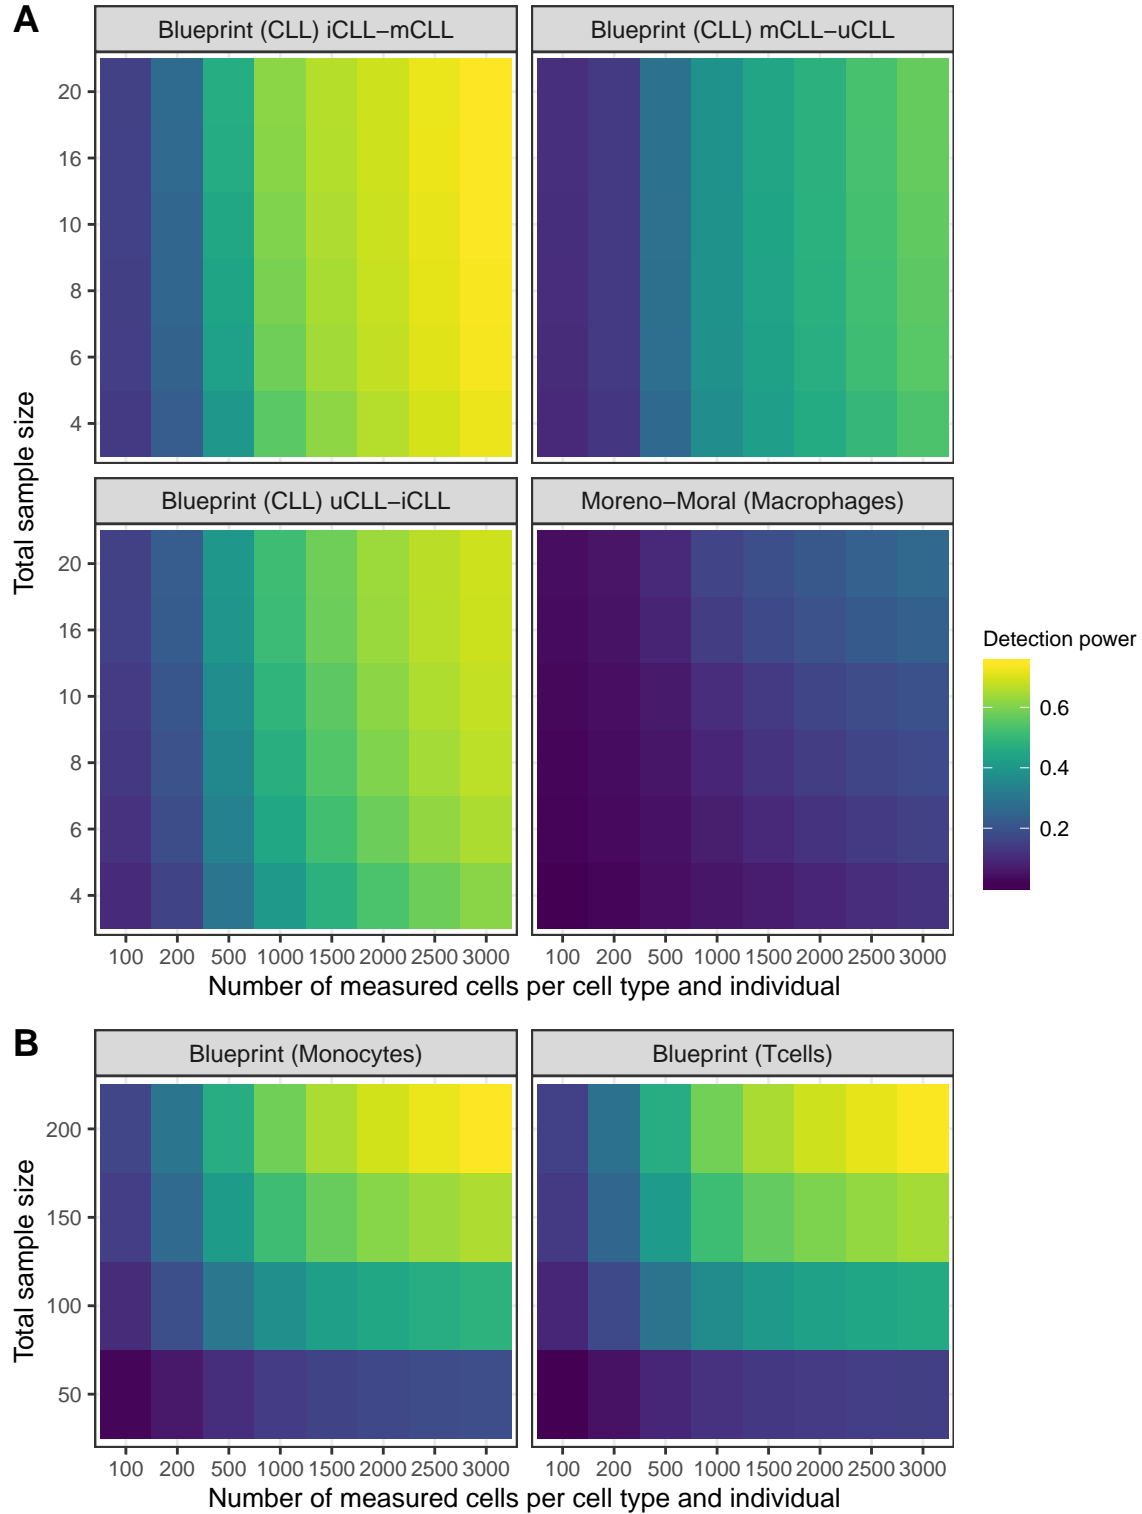 A
Blueprint (CLL) iCLL−mCLL
Blueprint (CLL) mCLL−uCLL
20
16
10
8
6
4
Total sample size
Blueprint (CLL) uCLL−iCLL
Moreno−Moral (Macrophages)
20
16
10
8
6
4
100 200 500 1000 1500 2000 2500 3000
100 200 500 1000 1500 2000 2500 3000
Number of measured cells per cell type and individual
Detection power
0.6
0.4
0.2
B
Blueprint (Monocytes)
Blueprint (Tcells)
200
150
100
50
Total sample size
100 200 500 1000 1500 2000 2500 3000
100 200 500 1000 1500 2000 2500 3000
Number of measured cells per cell type and individual